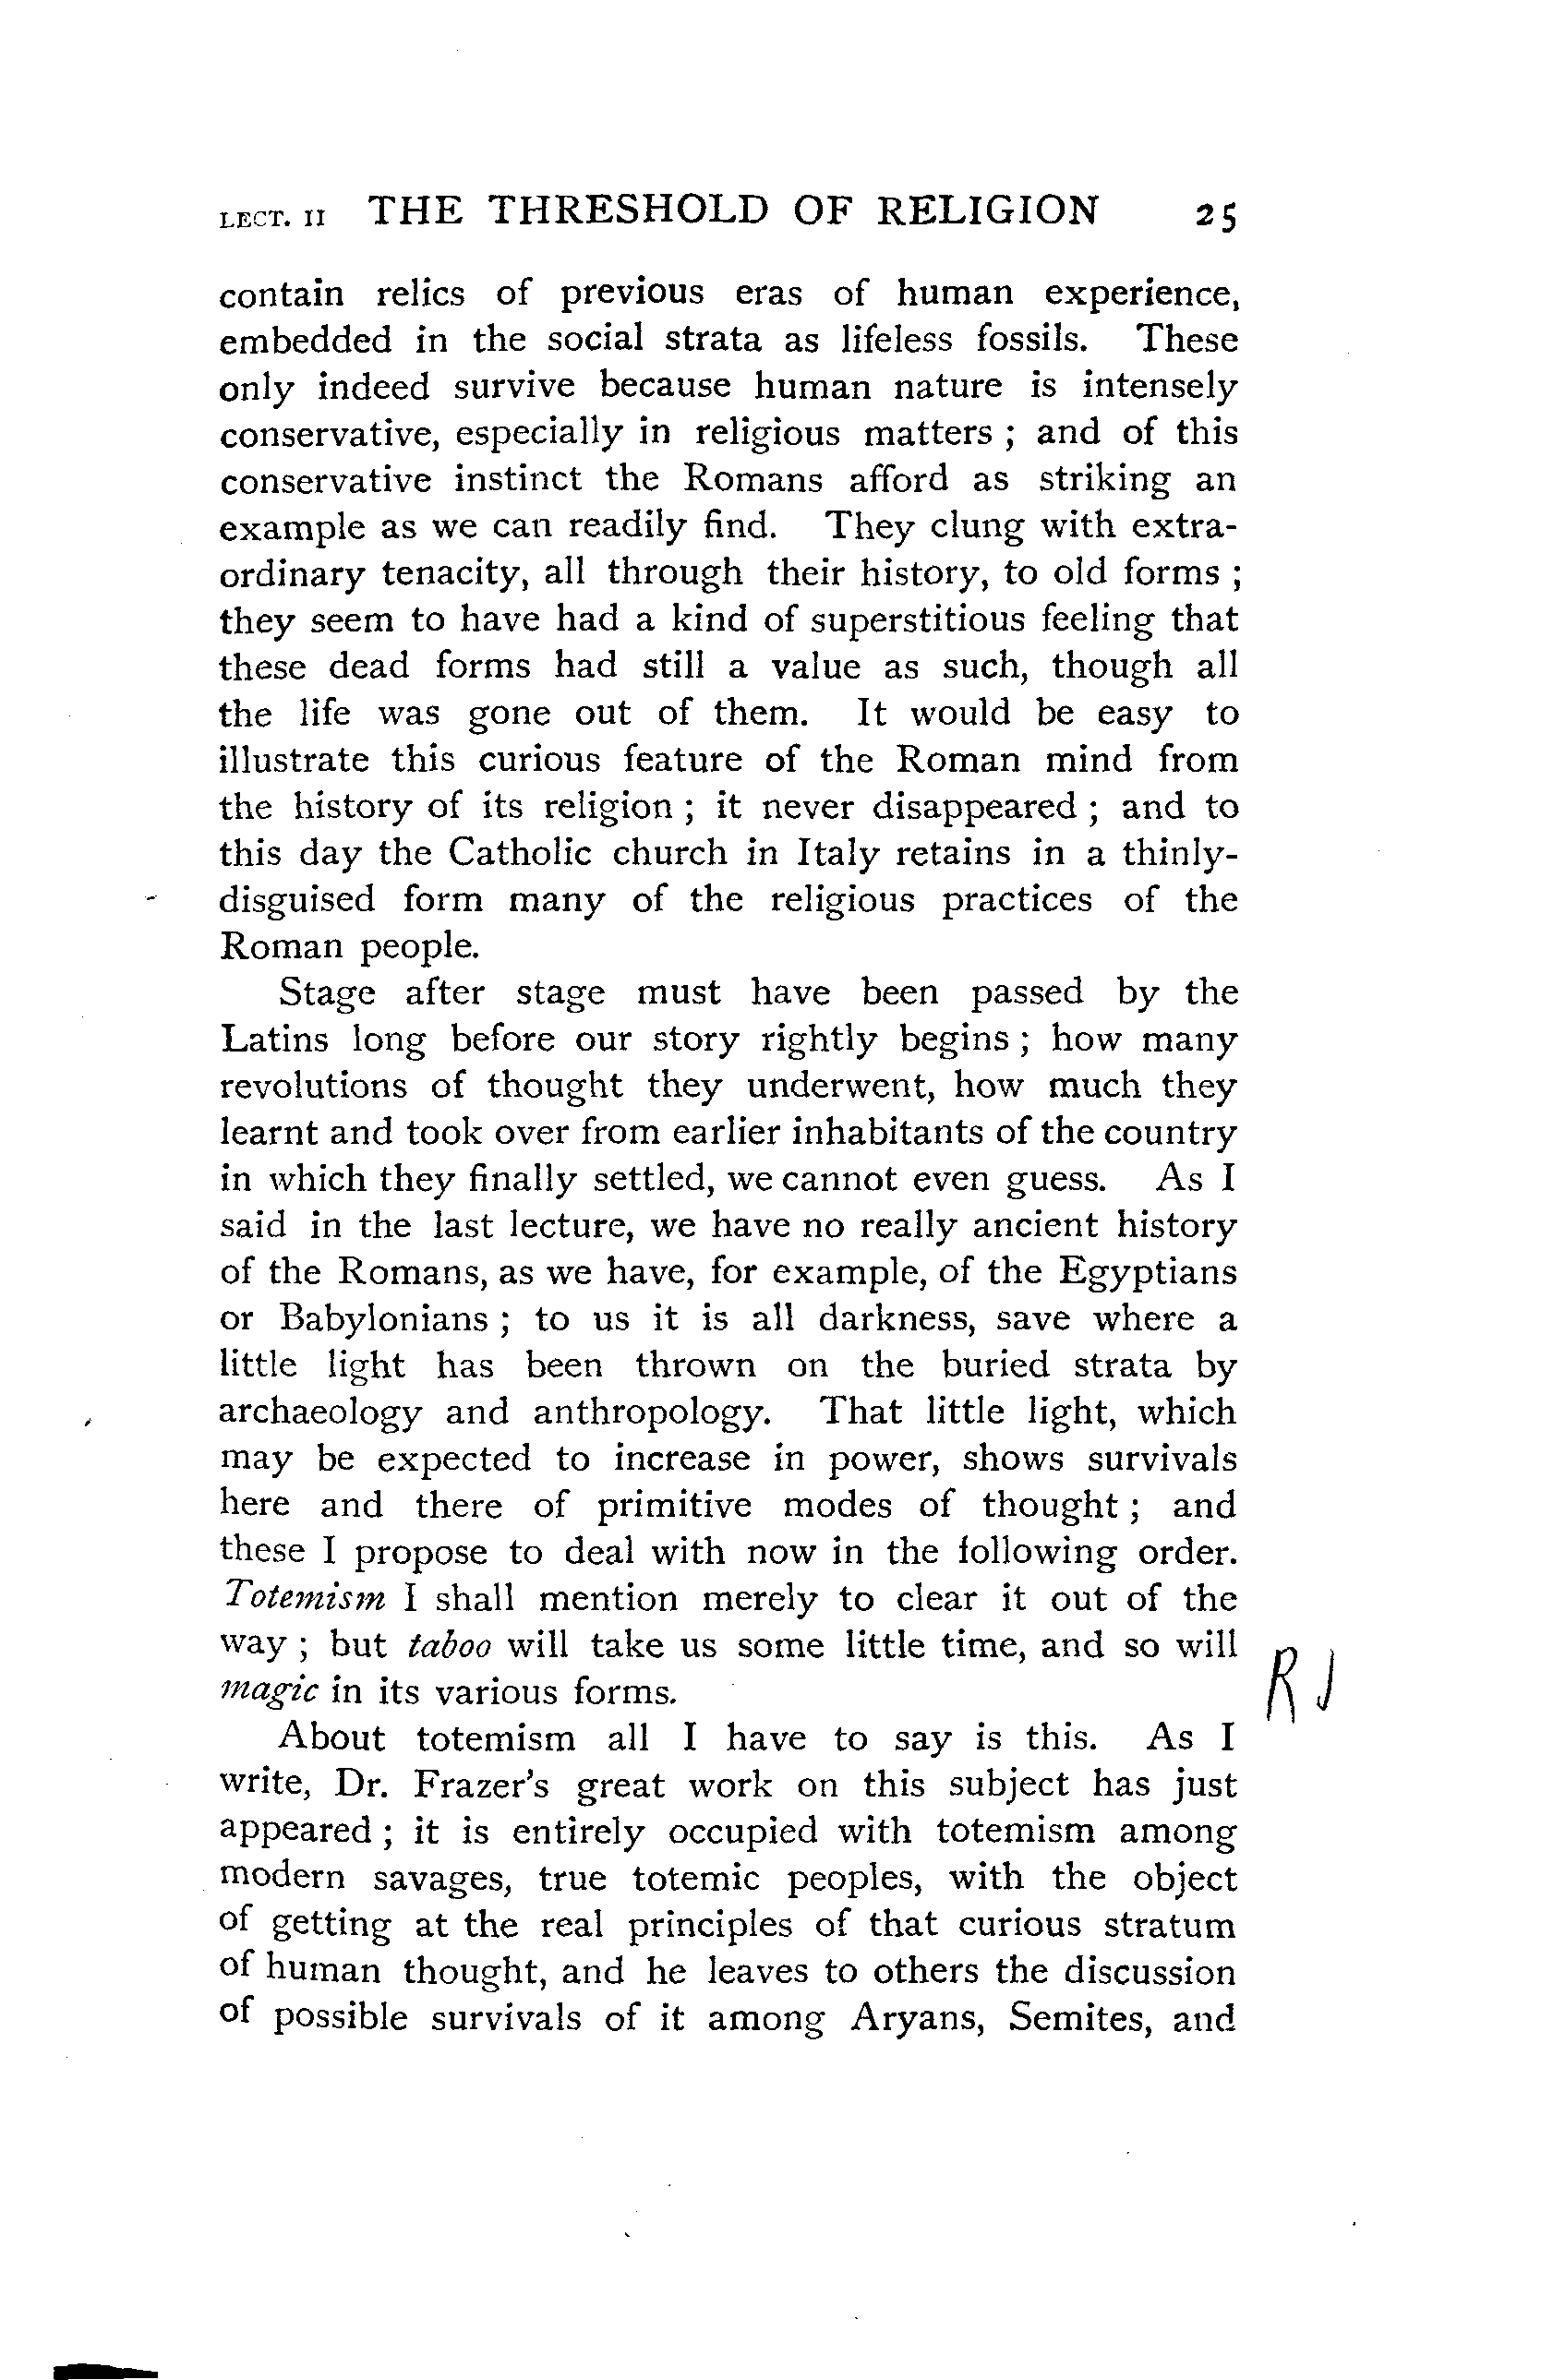 LECT. II THE THRESHOLD OF RELIGION 25
contain relics of previous eras of human experience,
embedded in the social strata as lifeless fossils. These
only indeed survive because human nature is intensely
conservative, especially in religious matters ; and of this
conservative instinct the Romans afford as striking an
example as we can readily find. They clung with extra-
ordinary tenacity, all through their history, to old forms ;
they seem to have had a kind of superstitious feeling that
these dead forms had still a value as such, though all
the life was gone out of them. It would be easy to
illustrate this curious feature of the Roman mind from
the history of its religion ; it never disappeared ; and to
this day the Catholic church in Italy retains in a thinly-
disguised form many of the religious practices of the
Roman people.
Stage after stage must have been passed by the
Latins long before our story rightly begins ; how many
revolutions of thought they underwent, how much they
learnt and took over from earlier inhabitants of the country
in which they finally settled, we cannot even guess. As I
said in the last lecture, we have no really ancient history
of the Romans, as we have, for example, of the Egyptians
or Babylonians ; to us it is all darkness, save where a
little light has been thrown on the buried strata by
archaeology and anthropology. That little light, which
may be expected to increase in power, shows survivals
here and there of primitive modes of thought ; and
these I propose to deal with now in the following order.
Totemism I shall mention merely to clear it out of the
way ; but taboo will take us some little time, and so will
magic in its various forms.
RJ
About totemism all I have to say is this. As I
write, Dr. Frazer's great work on this subject has just
appeared ; it is entirely occupied with totemism among
modern savages, true totemic peoples, with the object
of getting at the real principles of that curious stratum
of human thought, and he leaves to others the discussion
of possible survivals of it among Aryans, Semites, and